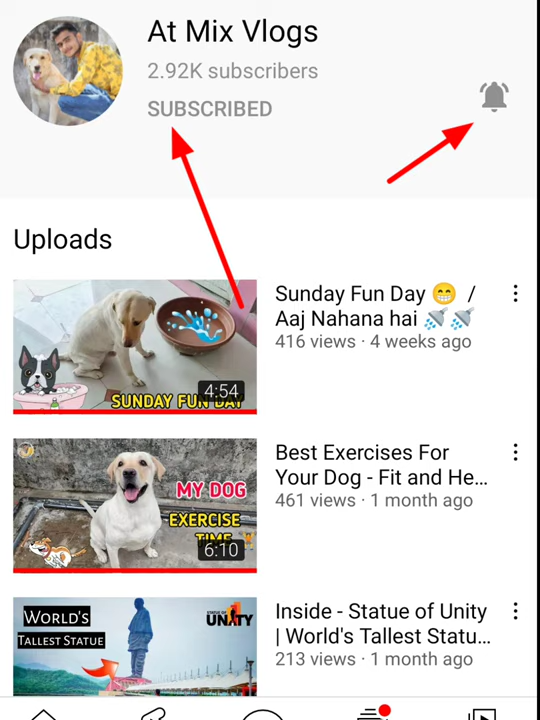 At Mix Vlogs
2.92K subscribers
SUBSCRIBED
Uploads
4:54
SUNDAY FUN DAY
Sunday Fun Day 😁 /
Aaj Nahana hai 🚿🚿
416 views · 4 weeks ago
MY DOG
EXERCISE
TIME
6:10
Best Exercises For
Your Dog - Fit and He...
461 views · 1 month ago
WORLD'S
TALLEST STATUE
STATUE OF
UNITY
Inside - Statue of Unity
| World's Tallest Statu...
213 views · 1 month ago